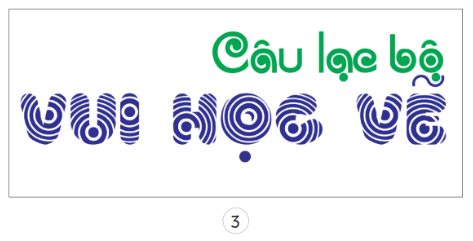 Câu lạc bộ
VUI HỌC VẼ
3